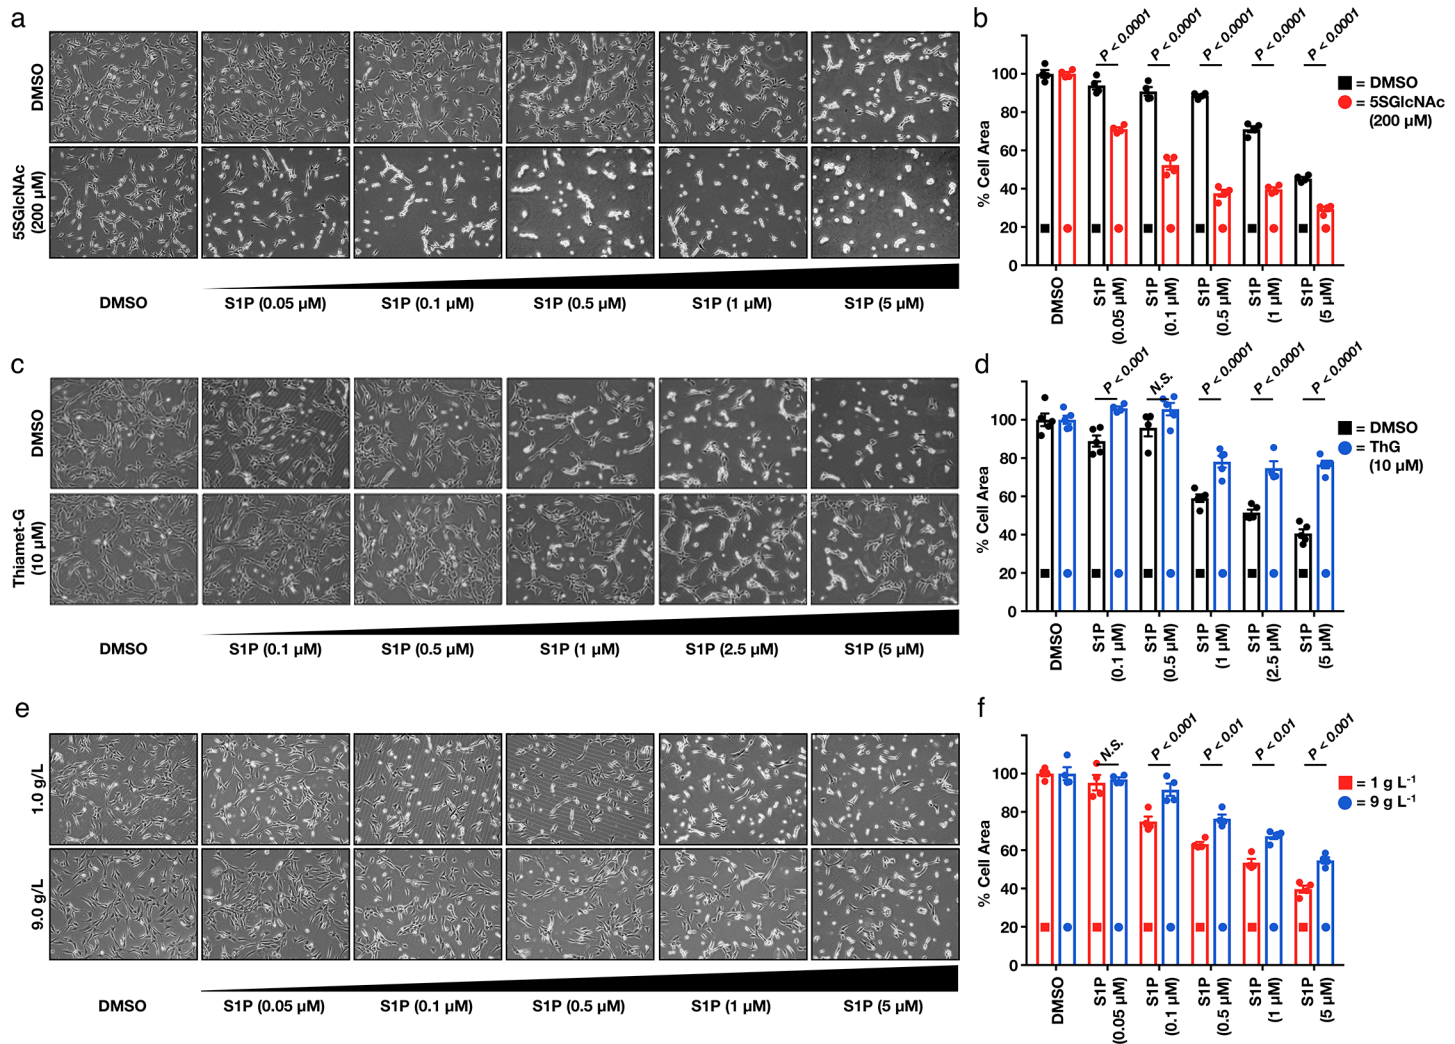 a
DMSO
5SGlcNAc
(200 µM)
DMSO
S1P (0.05 µM)
S1P (0.1 µM)
S1P (0.5 µM)
S1P (1 µM)
S1P (5 µM)
b
P < 0.0001
P < 0.0001
P < 0.0001
P < 0.0001
P < 0.0001
% Cell Area
100
80
60
40
20
0
DMSO
S1P
(0.05 µM)
S1P
(0.1 µM)
S1P
(0.5 µM)
S1P
(1 µM)
S1P
(5 µM)
= DMSO
= 5SGlcNAc
(200 µM)
c
DMSO
Thiamet-G
(10 µM)
DMSO
S1P (0.1 µM)
S1P (0.5 µM)
S1P (1 µM)
S1P (2.5 µM)
S1P (5 µM)
d
P < 0.001
N.S.
P < 0.0001
P < 0.0001
P < 0.0001
% Cell Area
100
80
60
40
20
0
DMSO
S1P
(0.1 µM)
S1P
(0.5 µM)
S1P
(1 µM)
S1P
(2.5 µM)
S1P
(5 µM)
= DMSO
= ThG
(10 µM)
e
1.0 g/L
9.0 g/L
DMSO
S1P (0.05 µM)
S1P (0.1 µM)
S1P (0.5 µM)
S1P (1 µM)
S1P (5 µM)
f
N.S.
P < 0.001
P < 0.01
P < 0.01
P < 0.001
% Cell Area
100
80
60
40
20
0
DMSO
S1P
(0.05 µM)
S1P
(0.1 µM)
S1P
(0.5 µM)
S1P
(1 µM)
S1P
(5 µM)
= 1 g L⁻¹
= 9 g L⁻¹